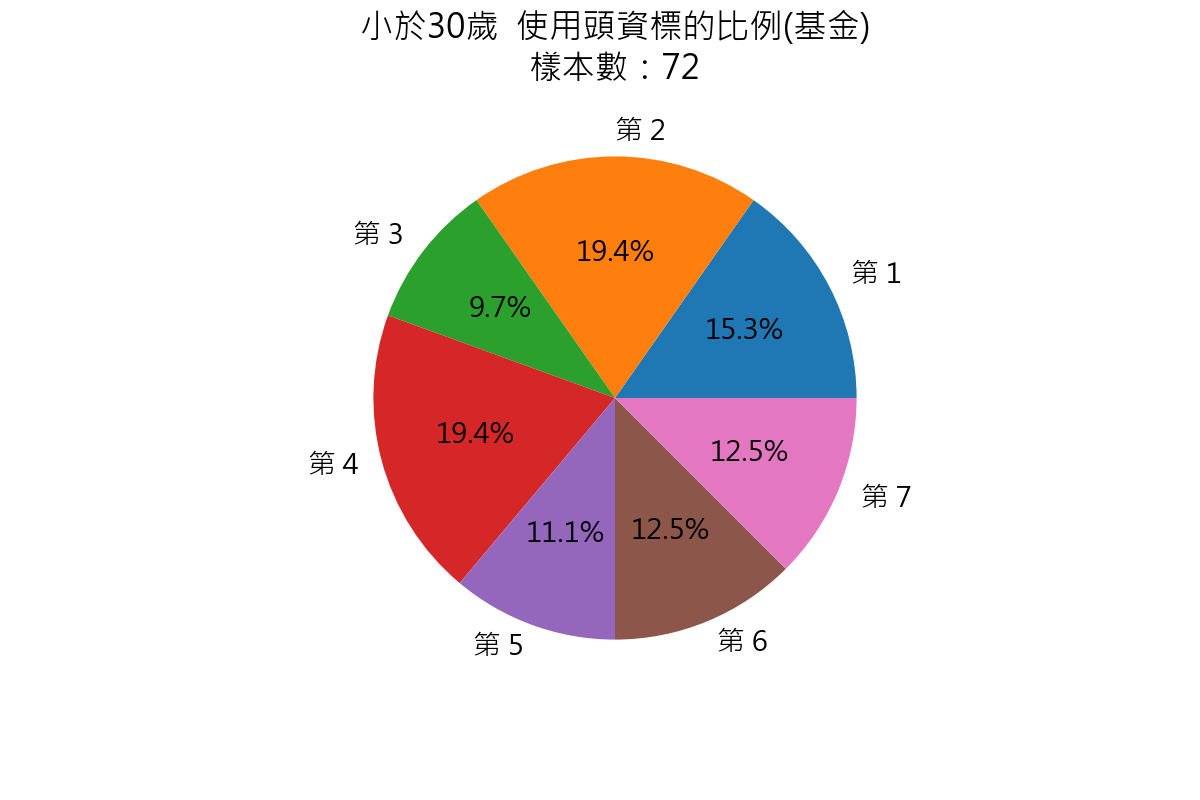 小於30歲  使用頭資標的比例(基金)
樣本數：72
第 2
第 3
19.4%
第 1
9.7%
15.3%
19.4%
12.5%
第 4
第 7
11.1%
12.5%
第 5
第 6